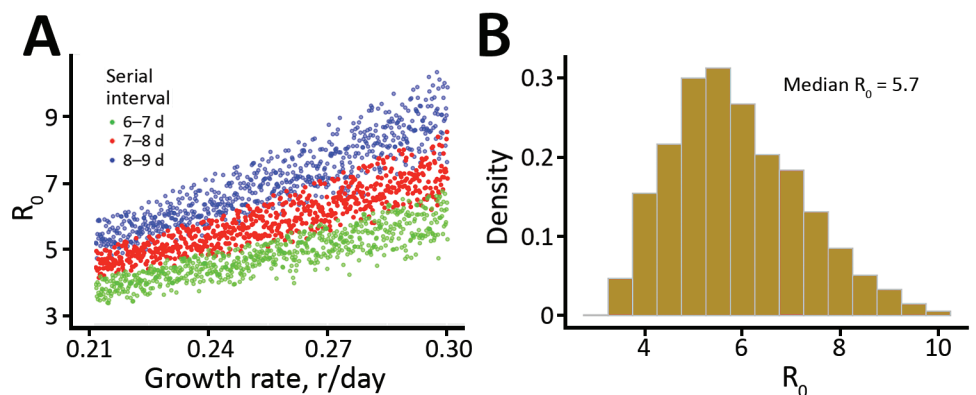 A
Serial
interval
6–7 d
7–8 d
8–9 d
R0
9
7
5
3
0.21 0.24 0.27 0.30
Growth rate, r/day
B
Median R0 = 5.7
Density
0.3
0.2
0.1
0
4 6 8 10
R0